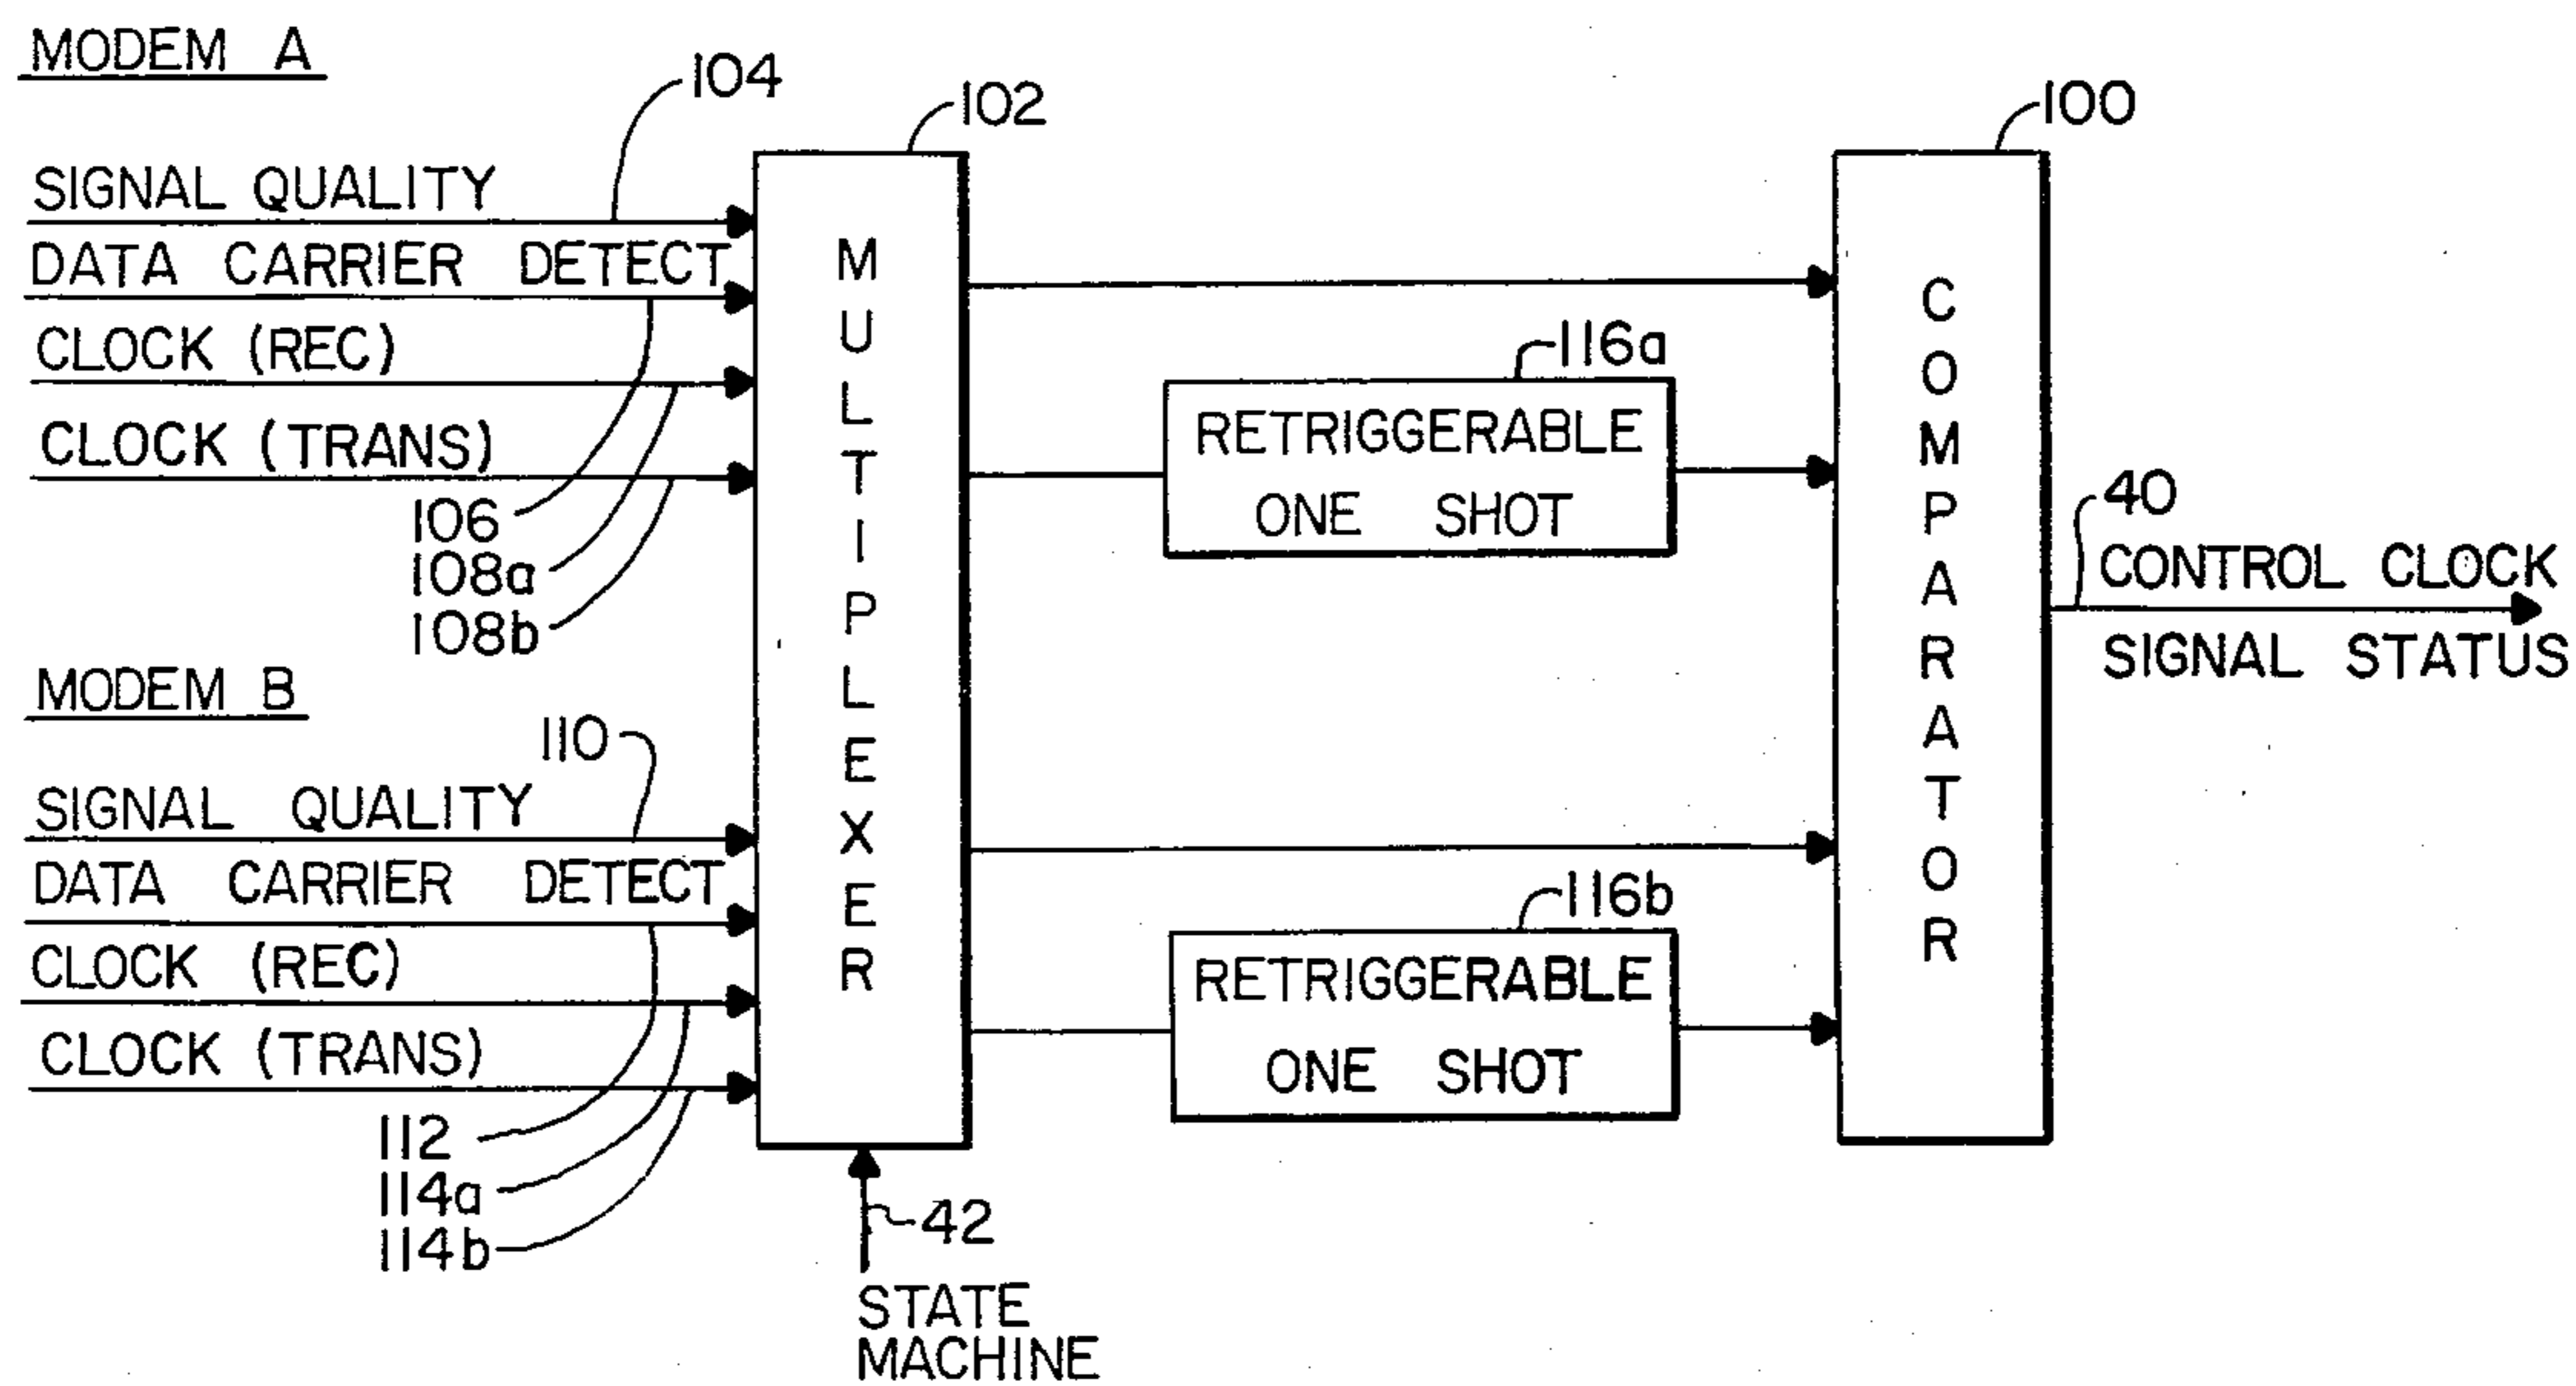 MODEM A
104
102
100
SIGNAL QUALITY
DATA CARRIER DETECT
CLOCK (REC)
CLOCK (TRANS)
106
108a
108b
MODEM B
110
SIGNAL QUALITY
DATA CARRIER DETECT
CLOCK (REC)
CLOCK (TRANS)
112
114a
114b
MULTIPLEXER
42
STATE
MACHINE
116a
RETRIGGERABLE
ONE SHOT
116b
RETRIGGERABLE
ONE SHOT
COMPARATOR
40
CONTROL CLOCK
SIGNAL STATUS